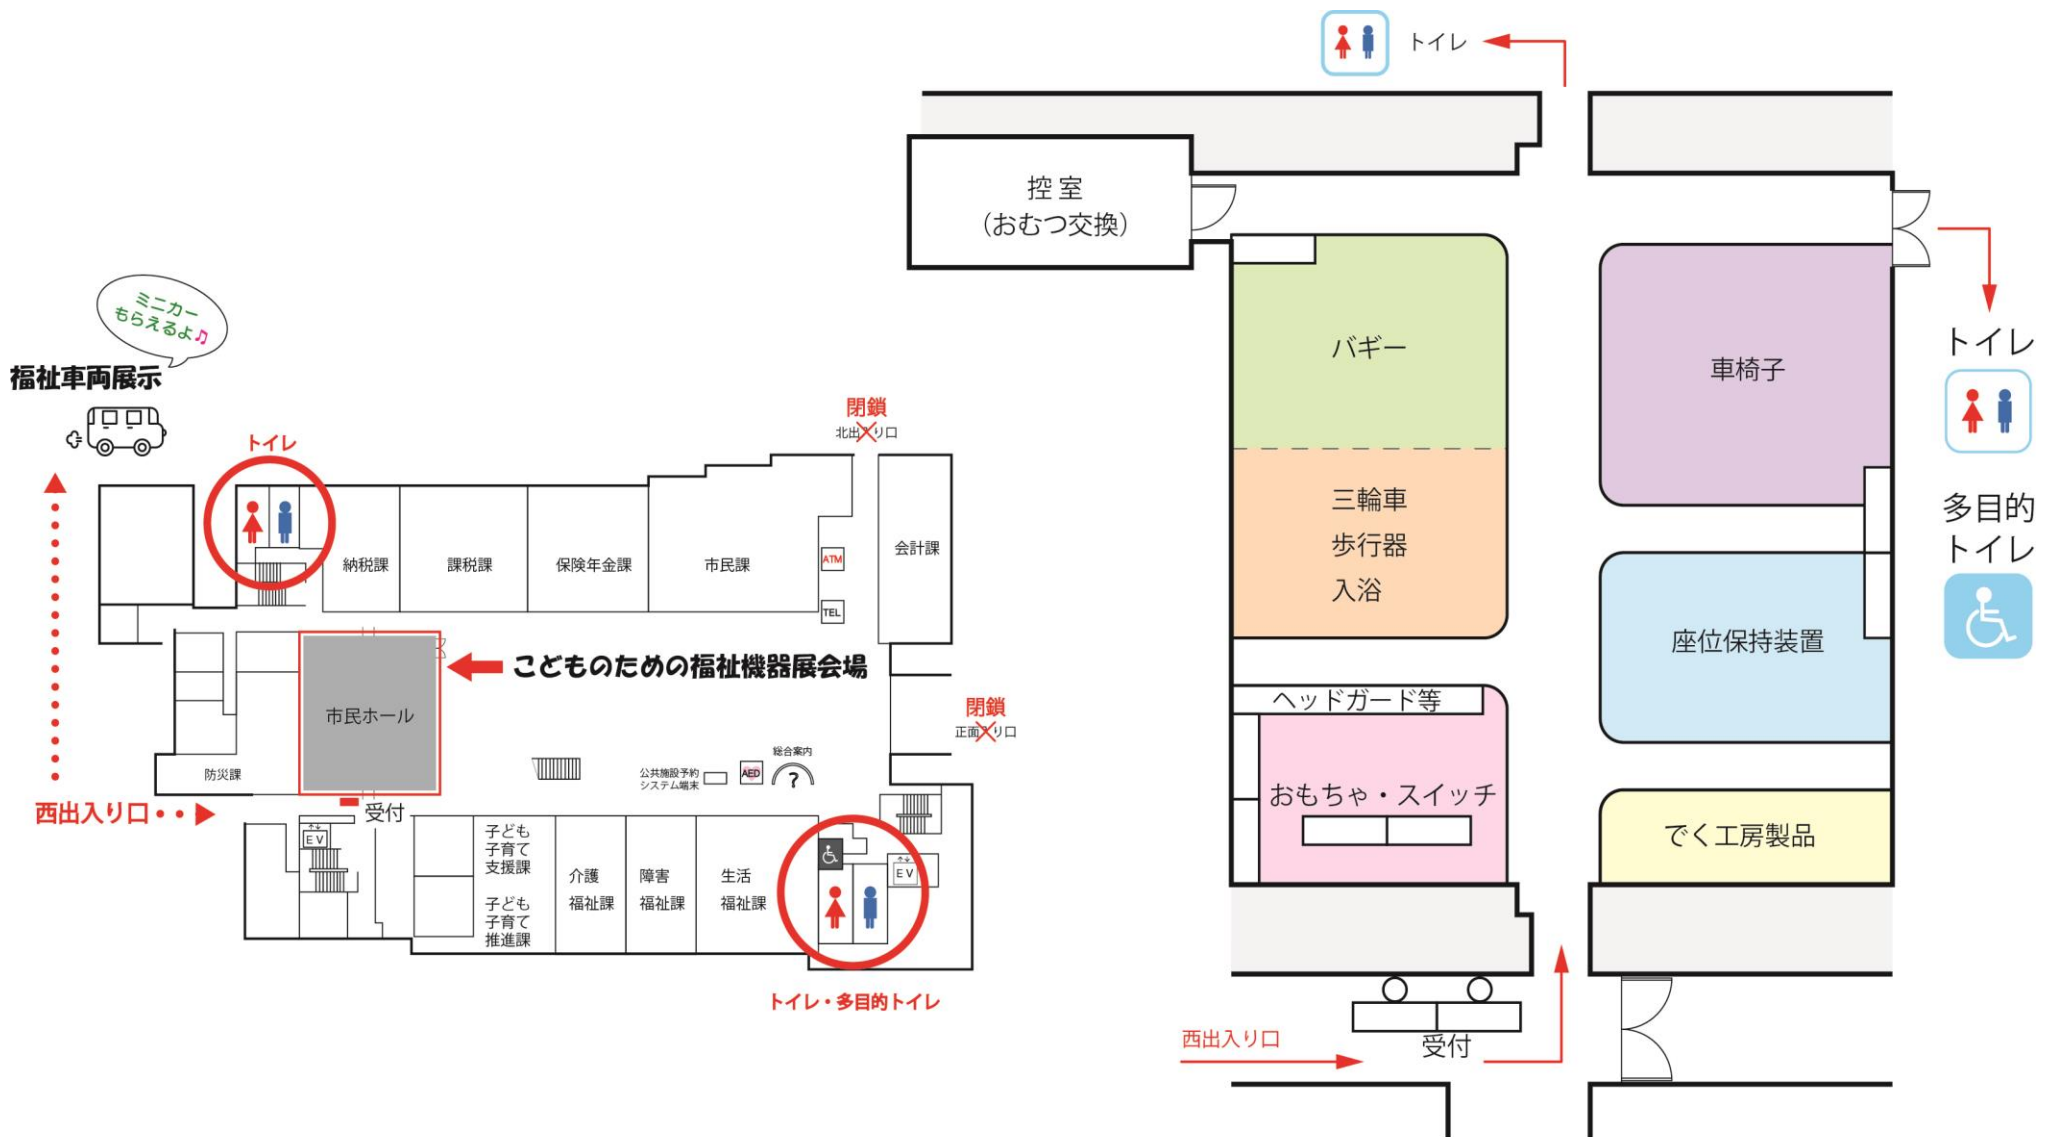 ミニカー
もらえるよ♫
福祉車両展示
トイレ
閉鎖
北出入り口
納税課
課税課
保険年金課
市民課
ATM
TEL
会計課
こどものための福祉機器展会場
市民ホール
防災課
閉鎖
正面入り口
総合案内
?
AED
公共施設予約
システム端末
西出入り口・・
受付
EV
子ども
子育て
支援課
子ども
子育て
推進課
介護
福祉課
障害
福祉課
生活
福祉課
EV
トイレ・多目的トイレ
トイレ
控室
(おむつ交換)
バギー
車椅子
トイレ
三輪車
歩行器
入浴
多目的
トイレ
座位保持装置
ヘッドガード等
おもちゃ・スイッチ
でく工房製品
西出入り口
受付